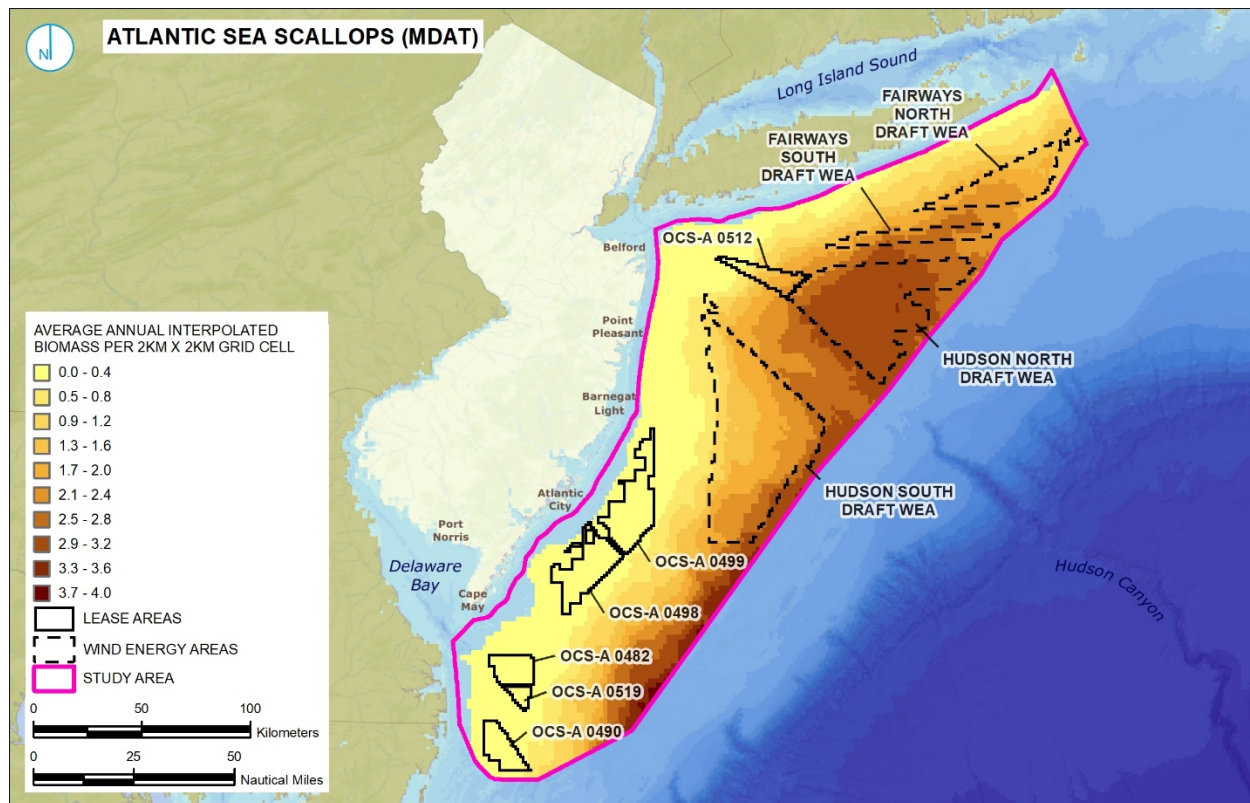 N
ATLANTIC SEA SCALLOPS (MDAT)
Long Island Sound
FAIRWAYS
NORTH
DRAFT WEA
FAIRWAYS
SOUTH
DRAFT WEA
OCS-A 0512
Belford
Point
Pleasant
Barnegat
Light
HUDSON NORTH
DRAFT WEA
HUDSON SOUTH
DRAFT WEA
Atlantic
City
Port
Norris
Delaware
Bay
Cape
May
OCS-A 0499
OCS-A 0498
OCS-A 0482
OCS-A 0519
OCS-A 0490
Hudson Canyon
AVERAGE ANNUAL INTERPOLATED
BIOMASS PER 2KM X 2KM GRID CELL
0.0 - 0.4
0.5 - 0.8
0.9 - 1.2
1.3 - 1.6
1.7 - 2.0
2.1 - 2.4
2.5 - 2.8
2.9 - 3.2
3.3 - 3.6
3.7 - 4.0
LEASE AREAS
WIND ENERGY AREAS
STUDY AREA
0 50 100
Kilometers
0 25 50
Nautical Miles